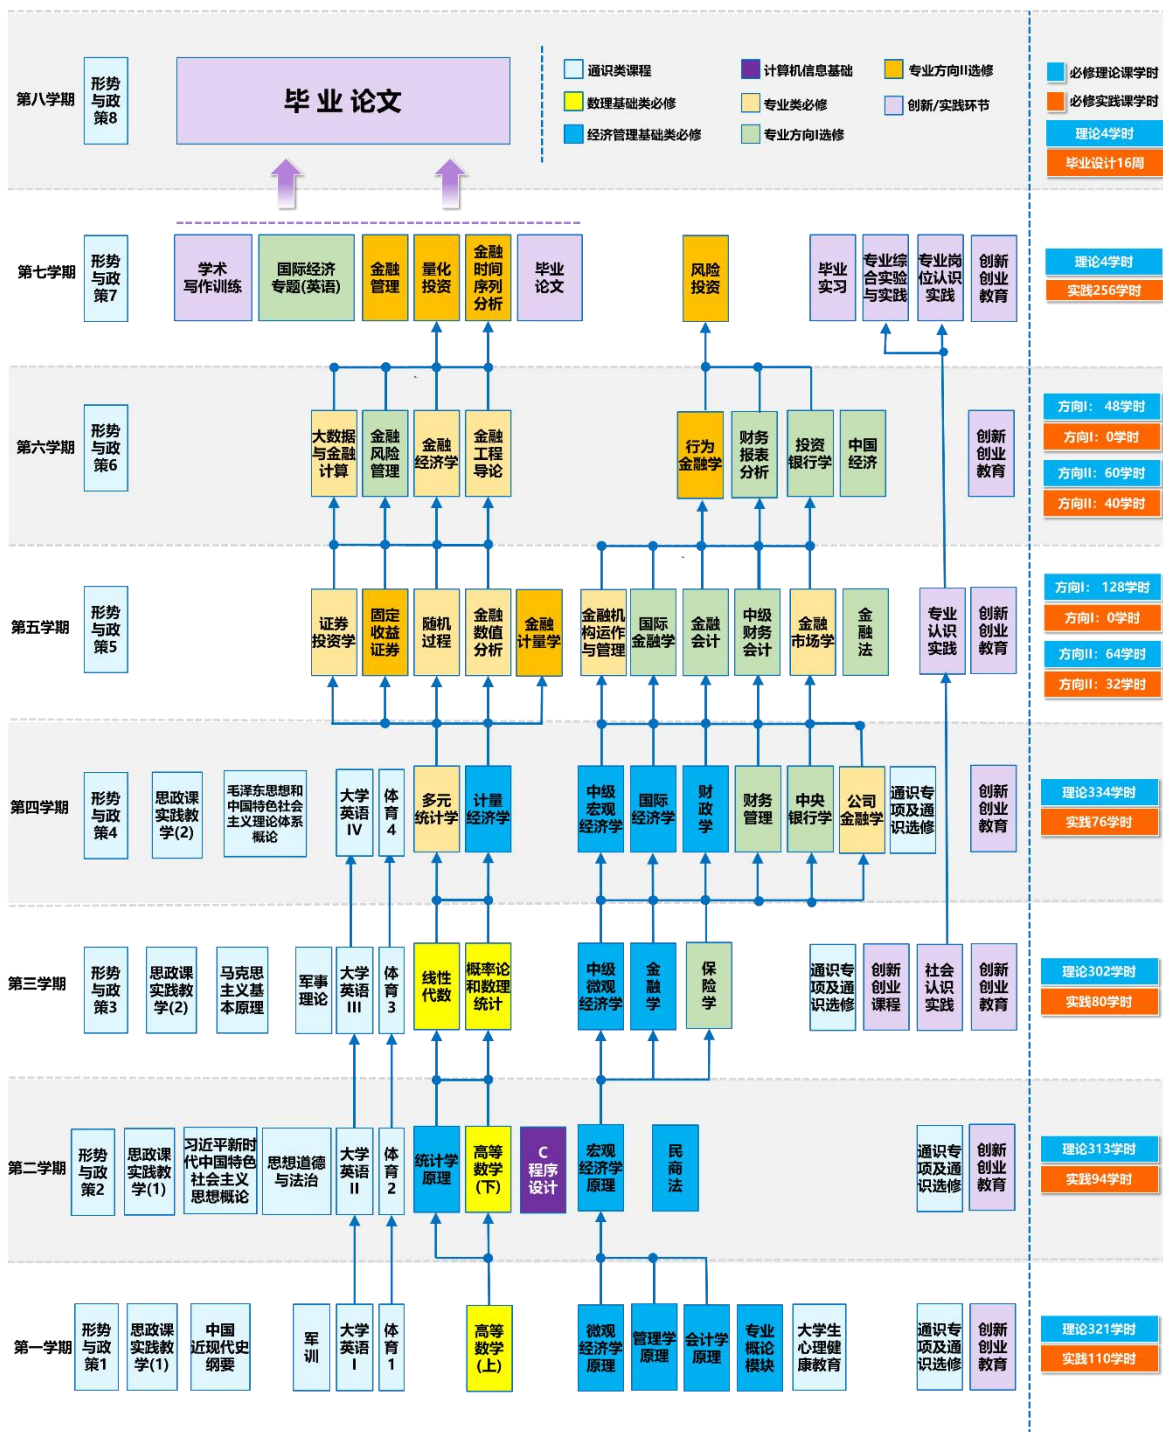 第八学期
形势
与政
策8
毕 业 论文
通识类课程
计算机信息基础
专业方向II选修
数理基础类必修
专业类必修
创新/实践环节
经济管理基础类必修
专业方向I选修
必修理论课学时
必修实践课学时
理论4学时
毕业设计16周
第七学期
形势
与政
策7
学术
写作训练
国际经济
专题(英语)
金融
管理
量化
投资
金融
时间
序列
分析
毕业
论文
风险
投资
毕业
实习
专业综
合实验
与实践
专业岗
位认识
实践
创新
创业
教育
理论4学时
实践256学时
第六学期
形势
与政
策6
大数据
与金融
计算
金融
风险
管理
金融
经济学
金融
工程
导论
行为
金融学
财务
报表
分析
投资
银行学
中国
经济
创新
创业
教育
方向I： 48学时
方向I：0学时
方向II：60学时
方向II：40学时
第五学期
形势
与政
策5
证券
投资学
固定
收益
证券
随机
过程
金融
数值
分析
金融
计量学
金融机
构运作
与管理
国际
金融学
金融
会计
中级
财务
会计
金融
市场学
金
融
法
专业
认识
实践
创新
创业
教育
方向I： 128学时
方向I：0学时
方向II：64学时
方向II：32学时
第四学期
形势
与政
策4
思政课
实践教
学(2)
毛泽东思想和
中国特色社会
主义理论体系
概论
大学
英语
IV
体
育
4
多元
统计学
计量
经济学
中级
宏观
经济学
国际
经济学
财
政
学
财务
管理
中央
银行学
公司
金融学
通识专
项及通
识选修
创新
创业
教育
理论334学时
实践76学时
第三学期
形势
与政
策3
思政课
实践教
学(2)
马克思
主义基
本原理
军事
理论
大学
英语
III
体
育
3
线性
代数
概率论
和数理
统计
中级
微观
经济学
金
融
学
保
险
学
通识专
项及通
识选修
创新
创业
课程
社会
认识
实践
创新
创业
教育
理论302学时
实践80学时
第二学期
形势
与政
策2
思政课
实践教
学(1)
习近平新时
代中国特色
社会主义
思想概论
思想道德
与法治
大学
英语
II
体
育
2
统计学
原理
高等
数学
(下)
C
程序
设计
宏观
经济学
原理
民
商
法
通识专
项及通
识选修
创新
创业
教育
理论313学时
实践94学时
第一学期
形势
与政
策1
思政课
实践教
学(1)
中国
近现代史
纲要
军
训
大学
英语
I
体
育
1
高等
数学
(上)
微观
经济学
原理
管理学
原理
会计学
原理
专业
概论
模块
大学生
心理健
康教育
通识专
项及通
识选修
创新
创业
教育
理论321学时
实践110学时